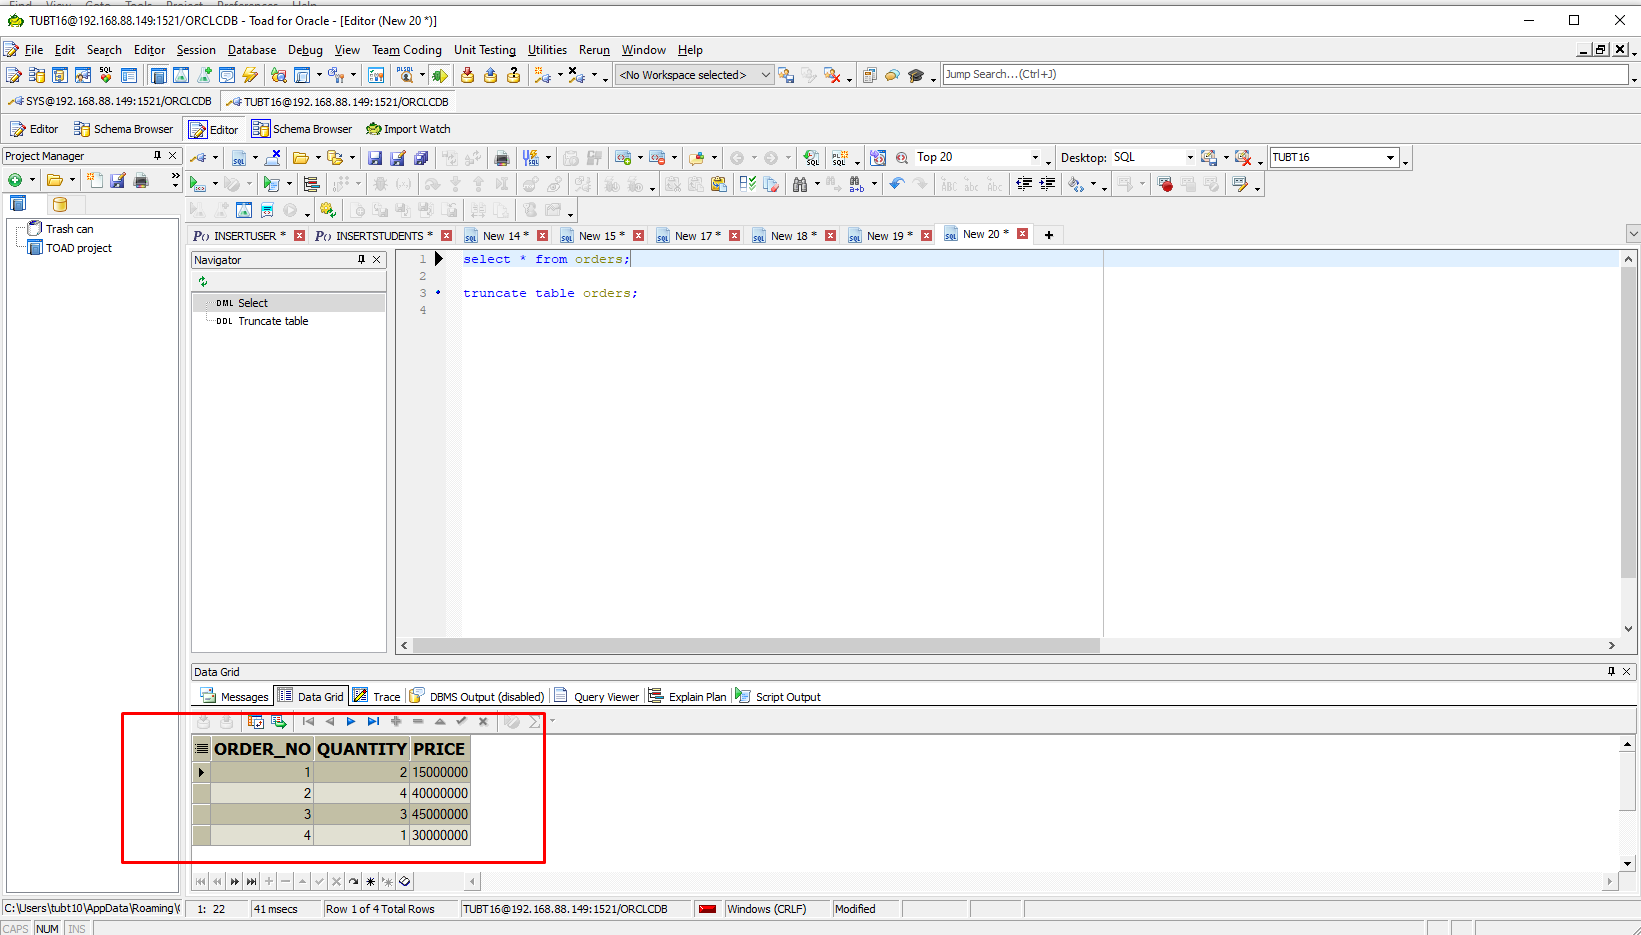 TUBT16@192.168.88.149:1521/ORCLCDB - Toad for Oracle - [Editor (New 20 *)]
File Edit Search Editor Session Database Debug View Team Coding Unit Testing Utilities Rerun Window Help
<No Workspace selected> Jump Search...(Ctrl+J)
SYS@192.168.88.149:1521/ORCLCDB TUBT16@192.168.88.149:1521/ORCLCDB
Editor Schema Browser Editor Schema Browser Import Watch
Project Manager
Top 20 Desktop: SQL TUBT16
Trash can
TOAD project
INSERTUSER * INSERTSTUDENTS * New 14 * New 15 * New 17 * New 18 * New 19 * New 20 *
Navigator
DML Select
DDL Truncate table
1 select * from orders;
2
3 truncate table orders;
4
Data Grid
Messages Data Grid Trace DBMS Output (disabled) Query Viewer Explain Plan Script Output
ORDER_NO QUANTITY PRICE
1 2 15000000
2 4 40000000
3 3 45000000
4 1 30000000
C:\Users\tubt10\AppData\Roaming\ 1: 22 41 msecs Row 1 of 4 Total Rows TUBT16@192.168.88.149:1521/ORCLCDB Windows (CRLF) Modified
CAPS NUM INS